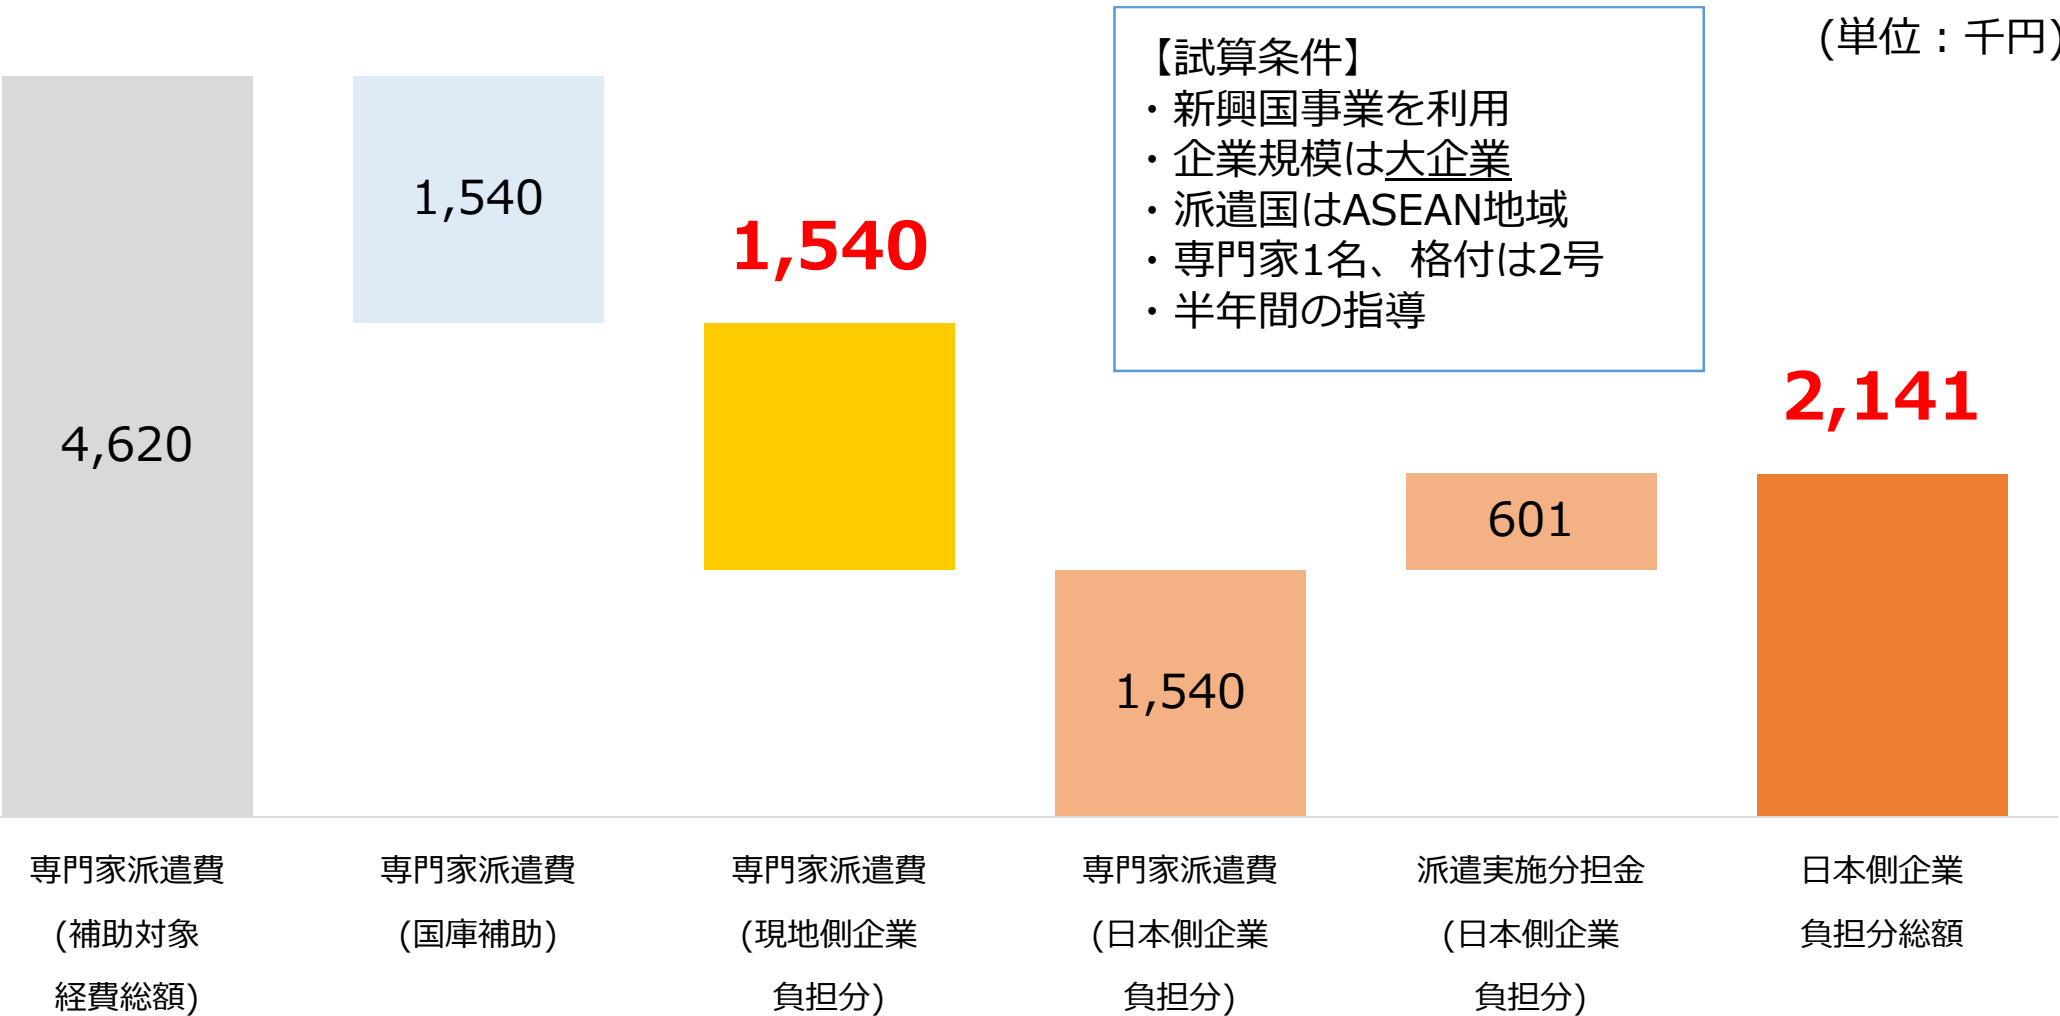 (単位：千円)
【試算条件】
・新興国事業を利用
・企業規模は大企業
・派遣国はASEAN地域
・専門家1名、格付は2号
・半年間の指導
4,620
1,540
1,540
1,540
601
2,141
専門家派遣費
(補助対象
経費総額)
専門家派遣費
(国庫補助)
専門家派遣費
(現地側企業
負担分)
専門家派遣費
(日本側企業
負担分)
派遣実施分担金
(日本側企業
負担分)
日本側企業
負担分総額